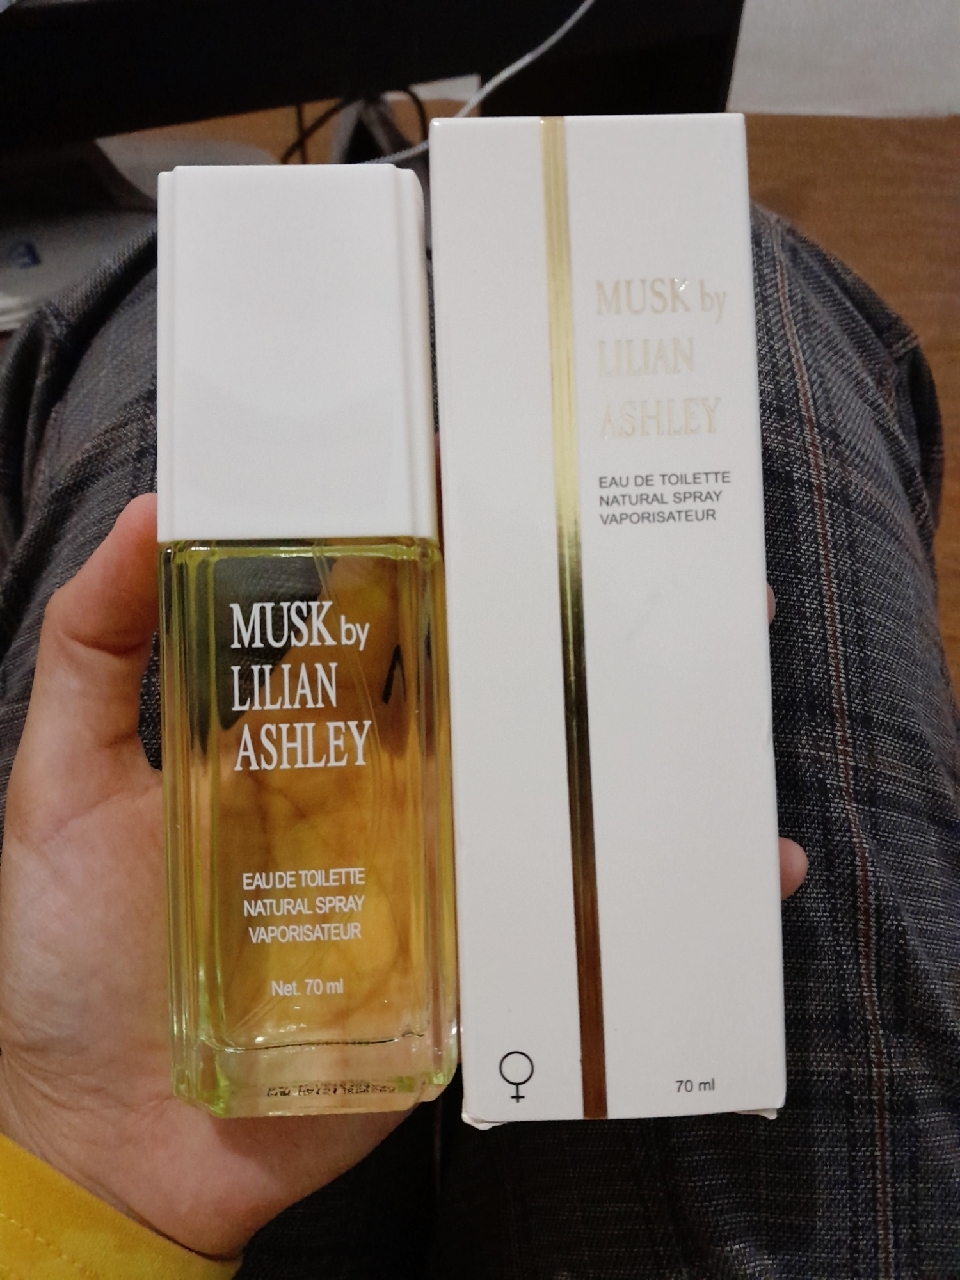 MUSK by
LILIAN
ASHLEY
EAU DE TOILETTE
NATURAL SPRAY
VAPORISATEUR
Net. 70 ml
MUSK by
LILIAN
ASHLEY
EAU DE TOILETTE
NATURAL SPRAY
VAPORISATEUR
70 ml